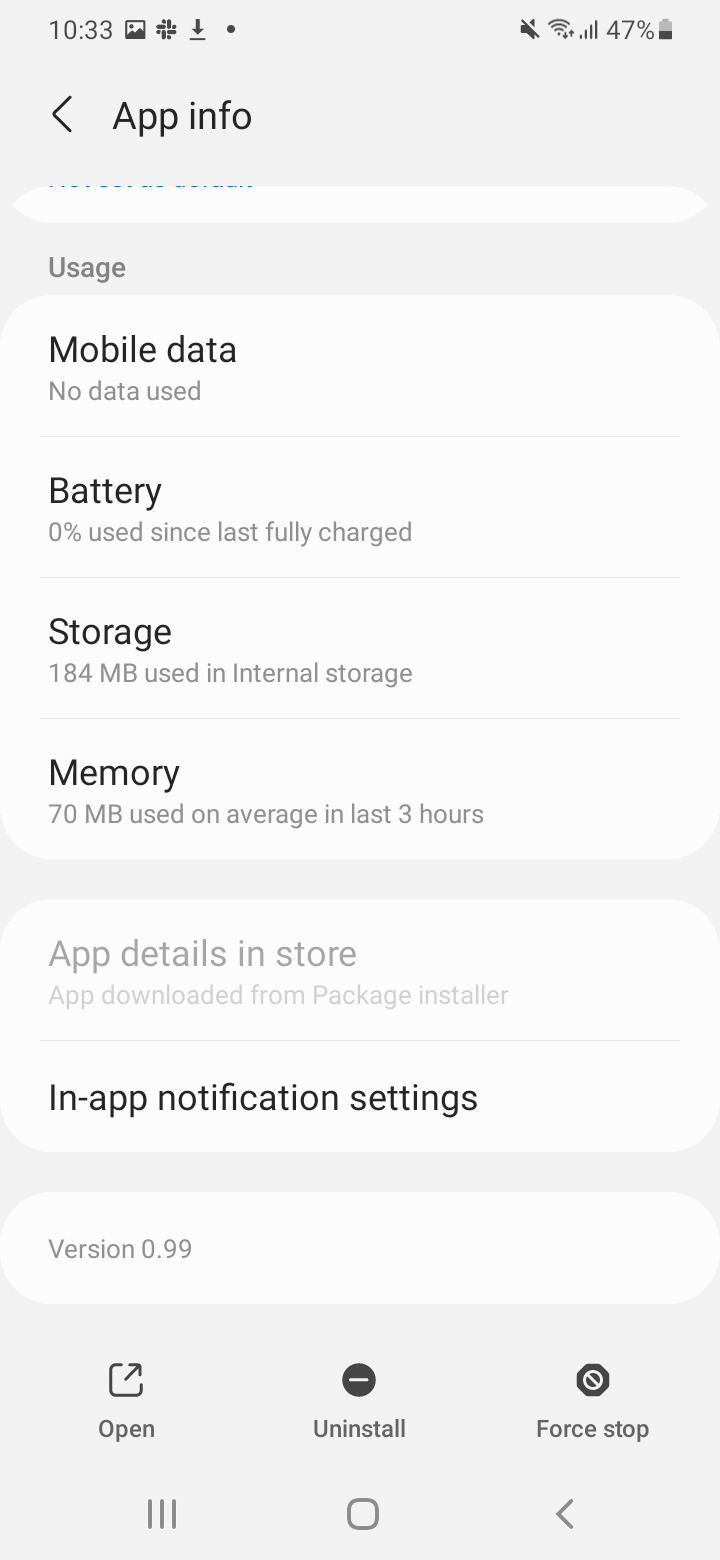 10:33 47%
App info
Usage
Mobile data
No data used
Battery
0% used since last fully charged
Storage
184 MB used in Internal storage
Memory
70 MB used on average in last 3 hours
App details in store
App downloaded from Package installer
In-app notification settings
Version 0.99
Open Uninstall Force stop